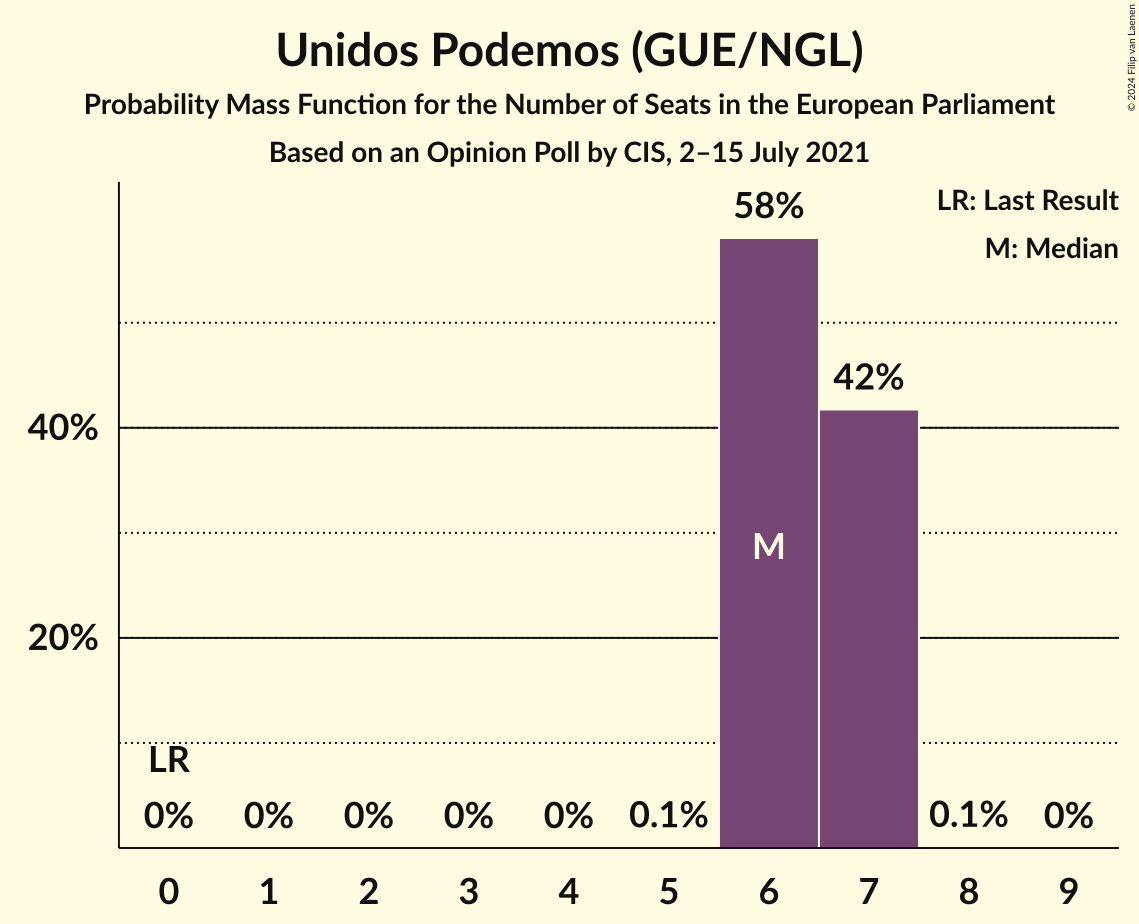 Unidos Podemos (GUE/NGL)
Probability Mass Function for the Number of Seats in the European Parliament
Based on an Opinion Poll by CIS, 2–15 July 2021
© 2024 Filip van Laenen
LR: Last Result
M: Median
58%
42%
40%
M
20%
LR
0% 0% 0% 0% 0% 0.1% 0.1% 0%
0 1 2 3 4 5 6 7 8 9